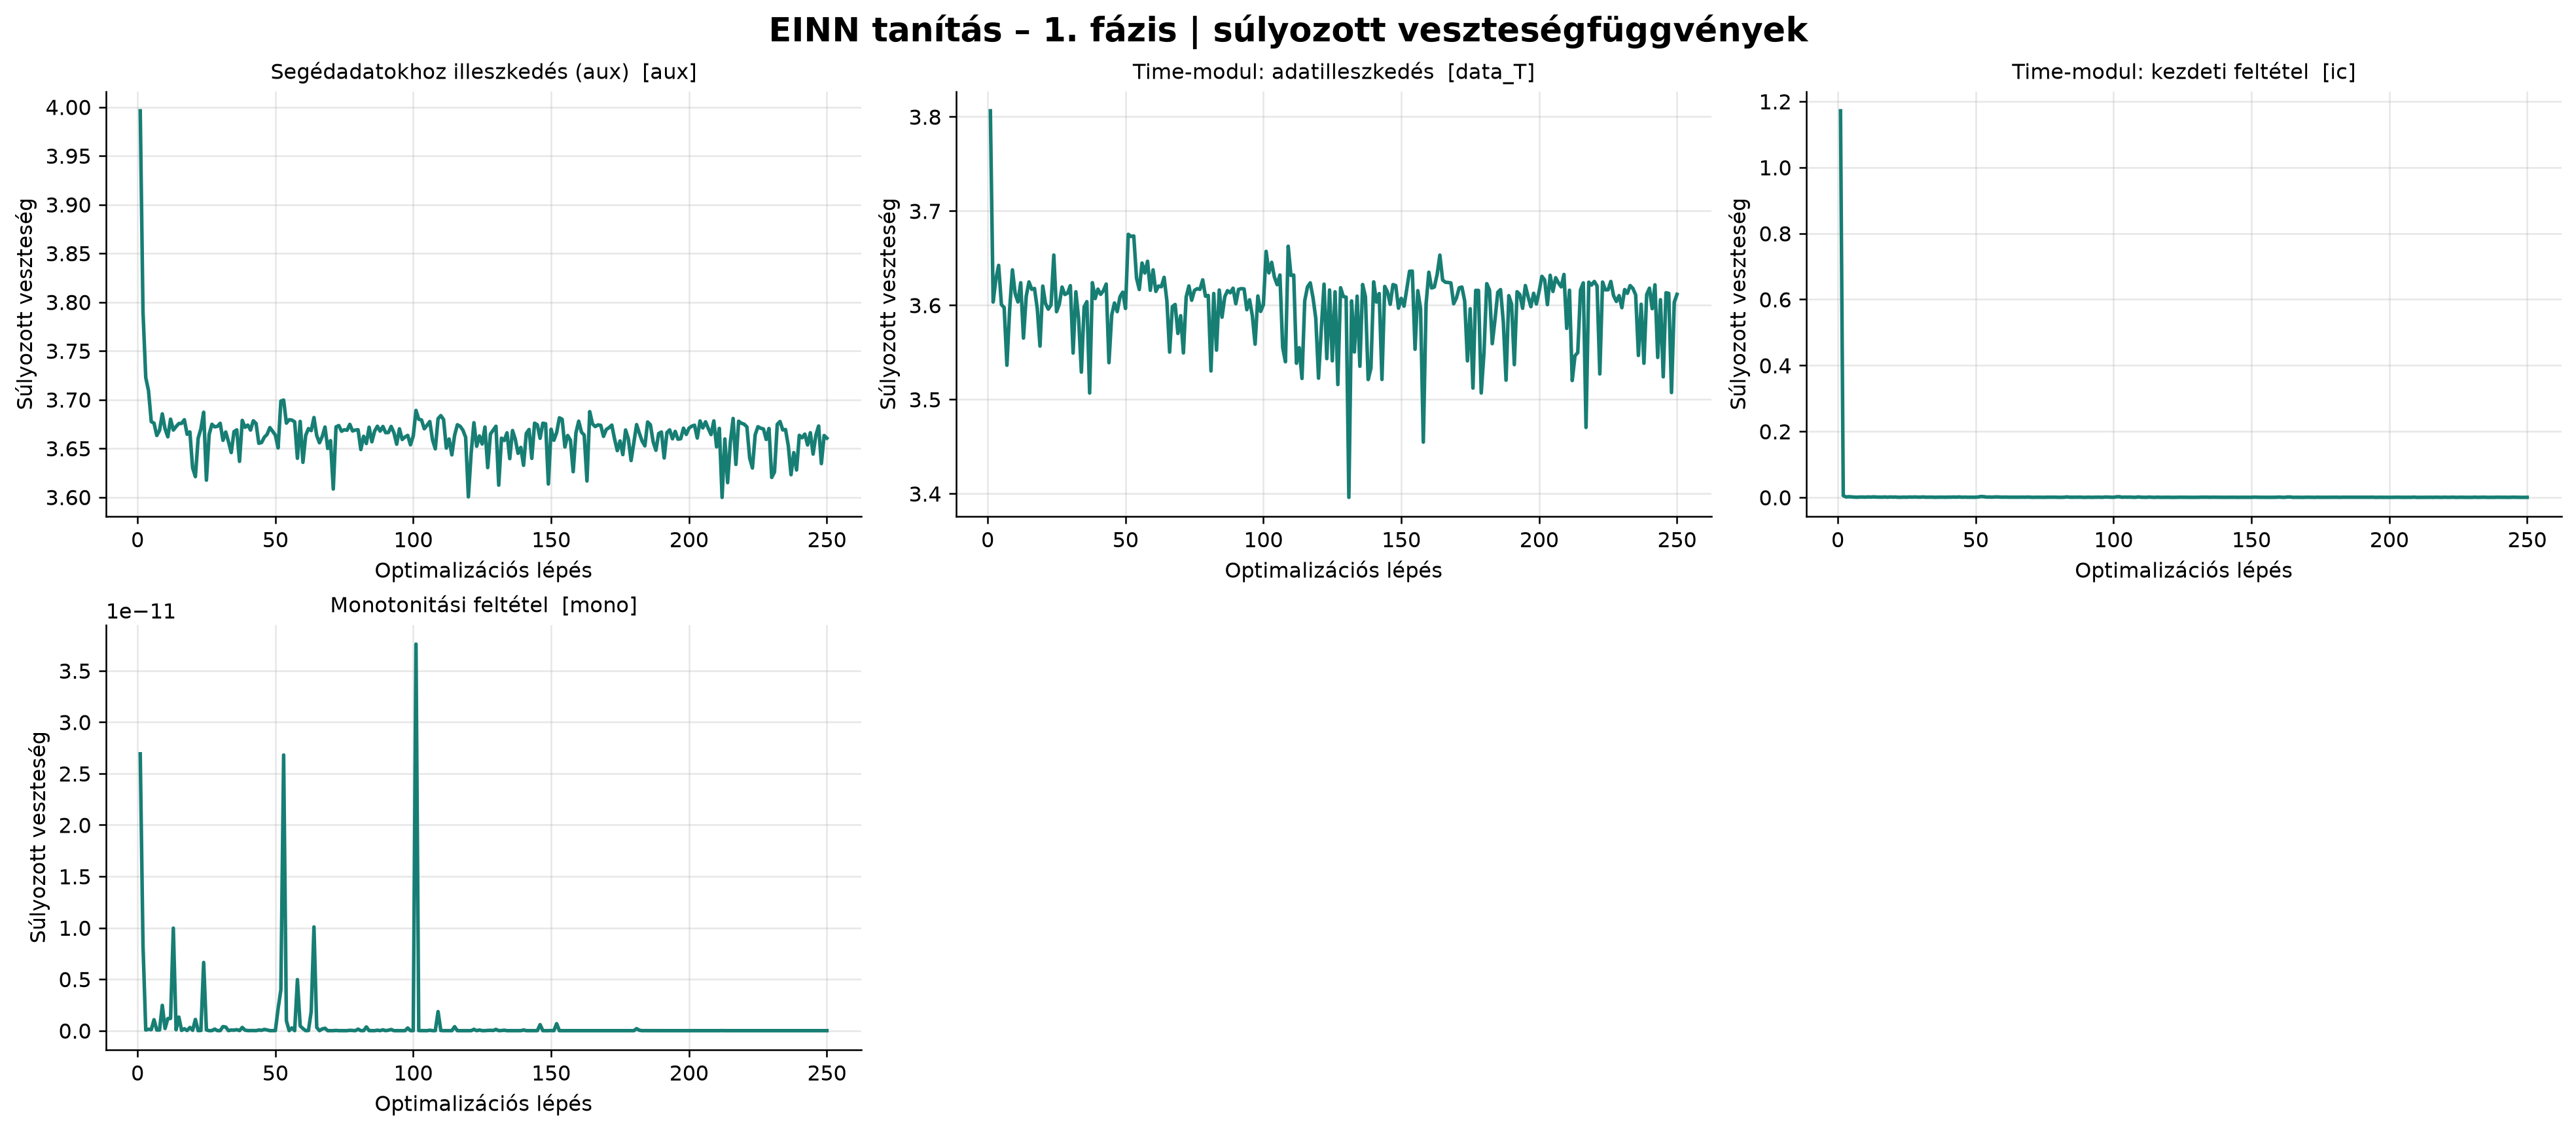 EINN tanítás – 1. fázis | súlyozott veszteségfüggvények
Segédadatokhoz illeszkedés (aux)  [aux]
Súlyozott veszteség
4.00
3.95
3.90
3.85
3.80
3.75
3.70
3.65
3.60
0 50 100 150 200 250
Optimalizációs lépés
Time-modul: adatilleszkedés  [data_T]
Súlyozott veszteség
3.8
3.7
3.6
3.5
3.4
0 50 100 150 200 250
Optimalizációs lépés
Time-modul: kezdeti feltétel  [ic]
Súlyozott veszteség
1.2
1.0
0.8
0.6
0.4
0.2
0.0
0 50 100 150 200 250
Optimalizációs lépés
Monotonitási feltétel  [mono]
1e−11
Súlyozott veszteség
3.5
3.0
2.5
2.0
1.5
1.0
0.5
0.0
0 50 100 150 200 250
Optimalizációs lépés